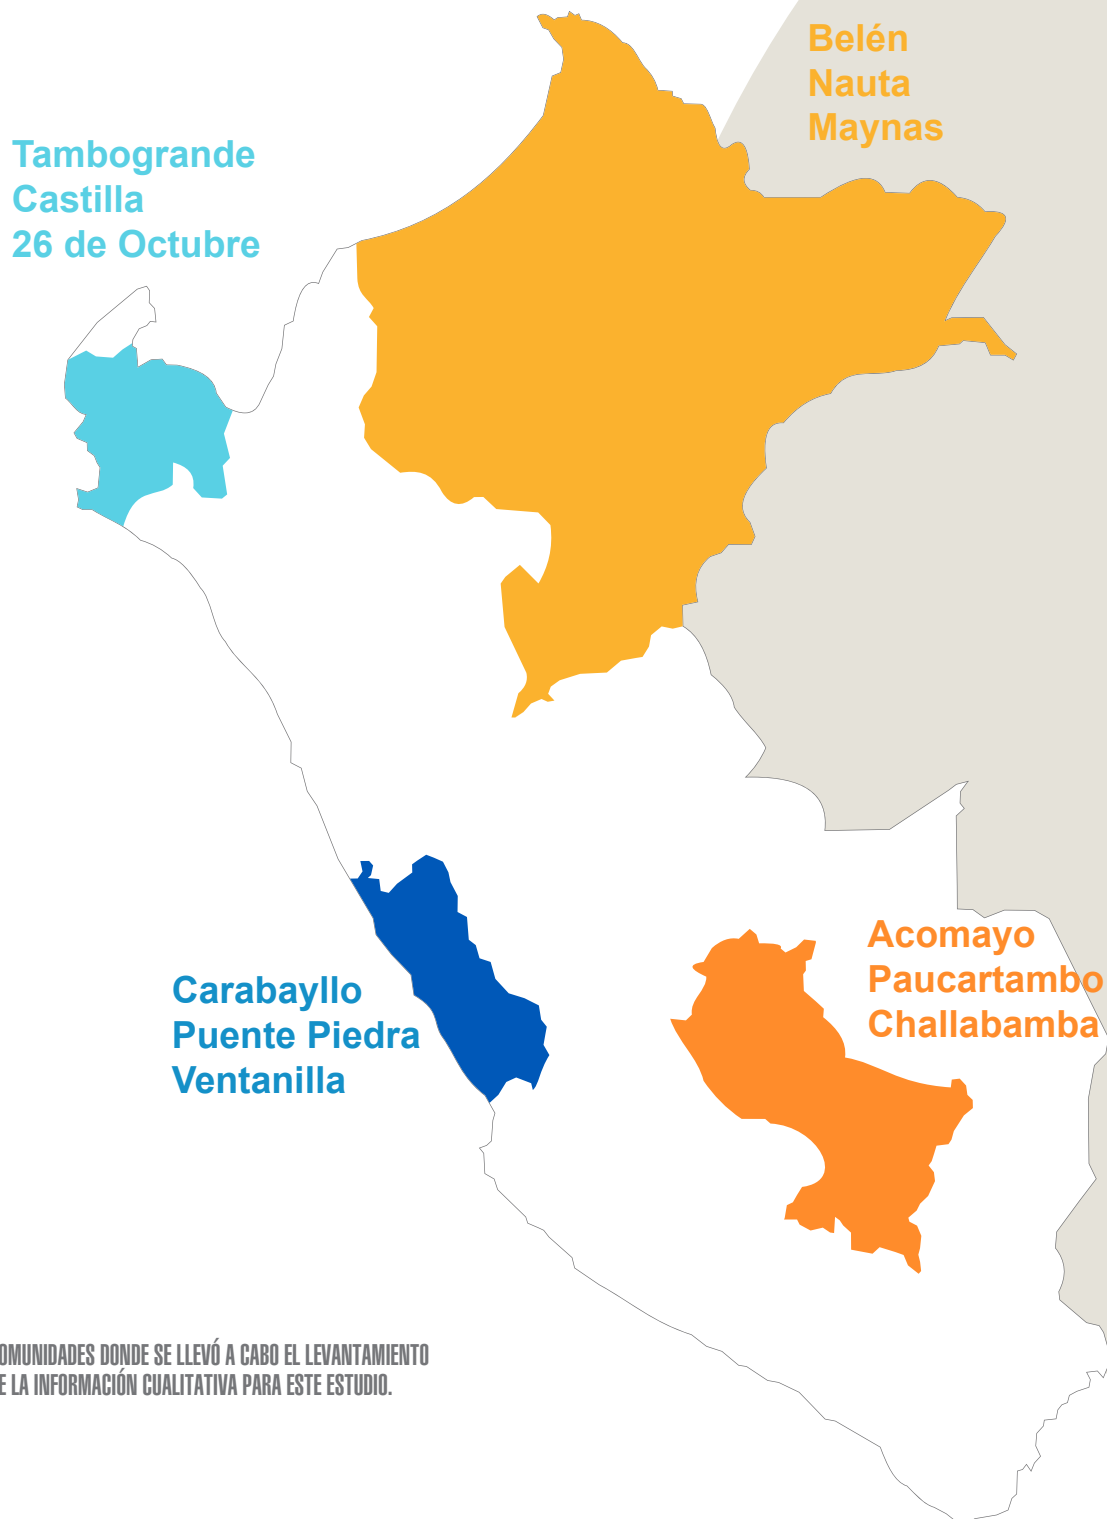 Belén
Nauta
Maynas
Tambogrande
Castilla
26 de Octubre
Acomayo
Paucartambo
Challabamba
Carabayllo
Puente Piedra
Ventanilla
OMUNIDADES DONDE SE LLEVÓ A CABO EL LEVANTAMIENTO
E LA INFORMACIÓN CUALITATIVA PARA ESTE ESTUDIO.